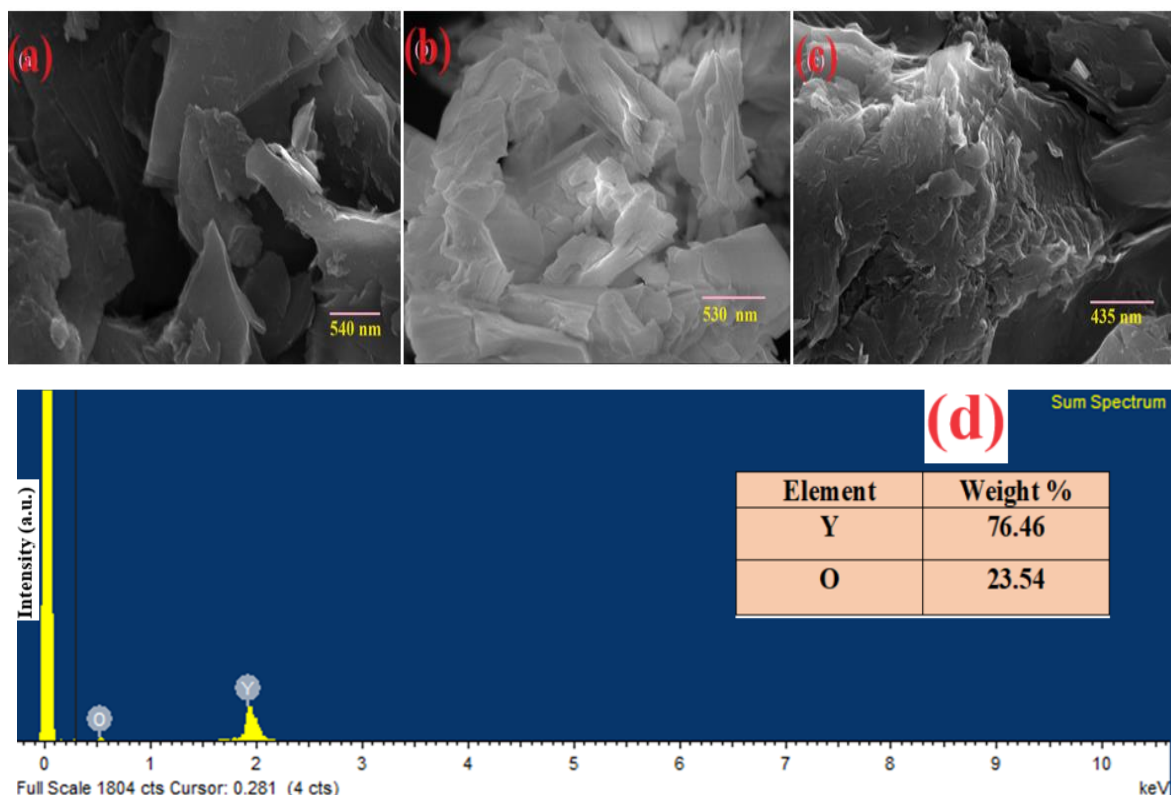 (a)
(b)
(c)
540 nm
530 nm
435 nm
(d)
Sum Spectrum
Intensity (a.u.)
Element Weight %
Y 76.46
O 23.54
Y
O
0 1 2 3 4 5 6 7 8 9 10
Full Scale 1804 cts Cursor: 0.281 (4 cts) keV